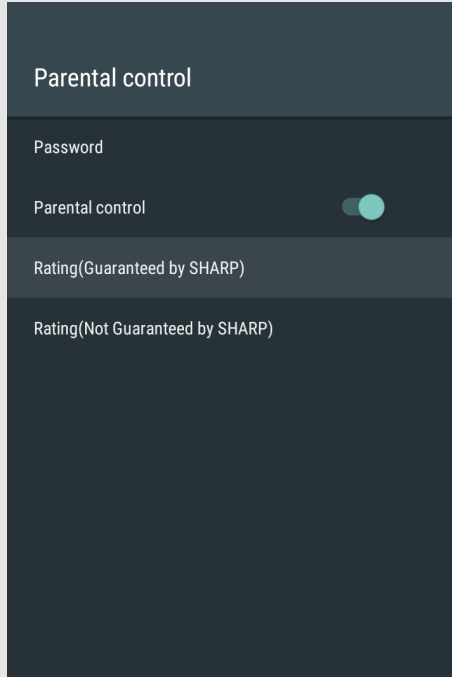 Parental control
Password
Parental control
Rating(Guaranteed by SHARP)
Rating(Not Guaranteed by SHARP)